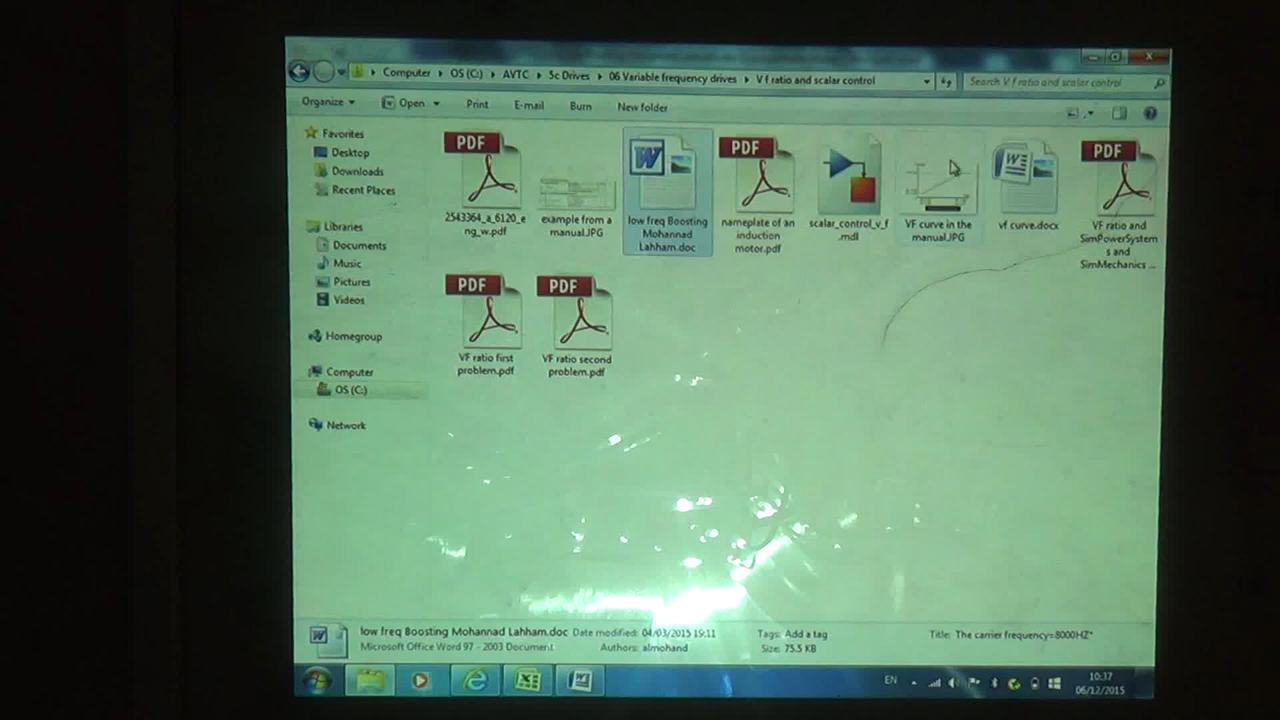 Computer OS (C:) AVTC 5c Drives 06 Variable frequency drives V f ratio and scalar control
Search V f ratio and scalar control
Organize Open Print E-mail Burn New folder
Favorites
Desktop
Downloads
Recent Places
Libraries
Documents
Music
Pictures
Videos
Homegroup
Computer
OS (C:)
Network
PDF
2543364_a_6120_e
ng_w.pdf
example from a
manual.JPG
W
low freq Boosting
Mohannad
Lahham.doc
PDF
nameplate of an
induction
motor.pdf
scalar_control_v_f
.mdl
VF curve in the
manual.JPG
W
vf curve.docx
PDF
VF ratio and
SimPowerSystem
s and
SimMechanics ...
PDF
VF ratio first
problem.pdf
PDF
VF ratio second
problem.pdf
low freq Boosting Mohannad Lahham.doc Date modified: 04/03/2015 19:11 Tags: Add a tag Title: The carrier frequency=8000HZ"
Microsoft Office Word 97 - 2003 Document Authors: almohand Size: 75.5 KB
EN
10:37
06/12/2015